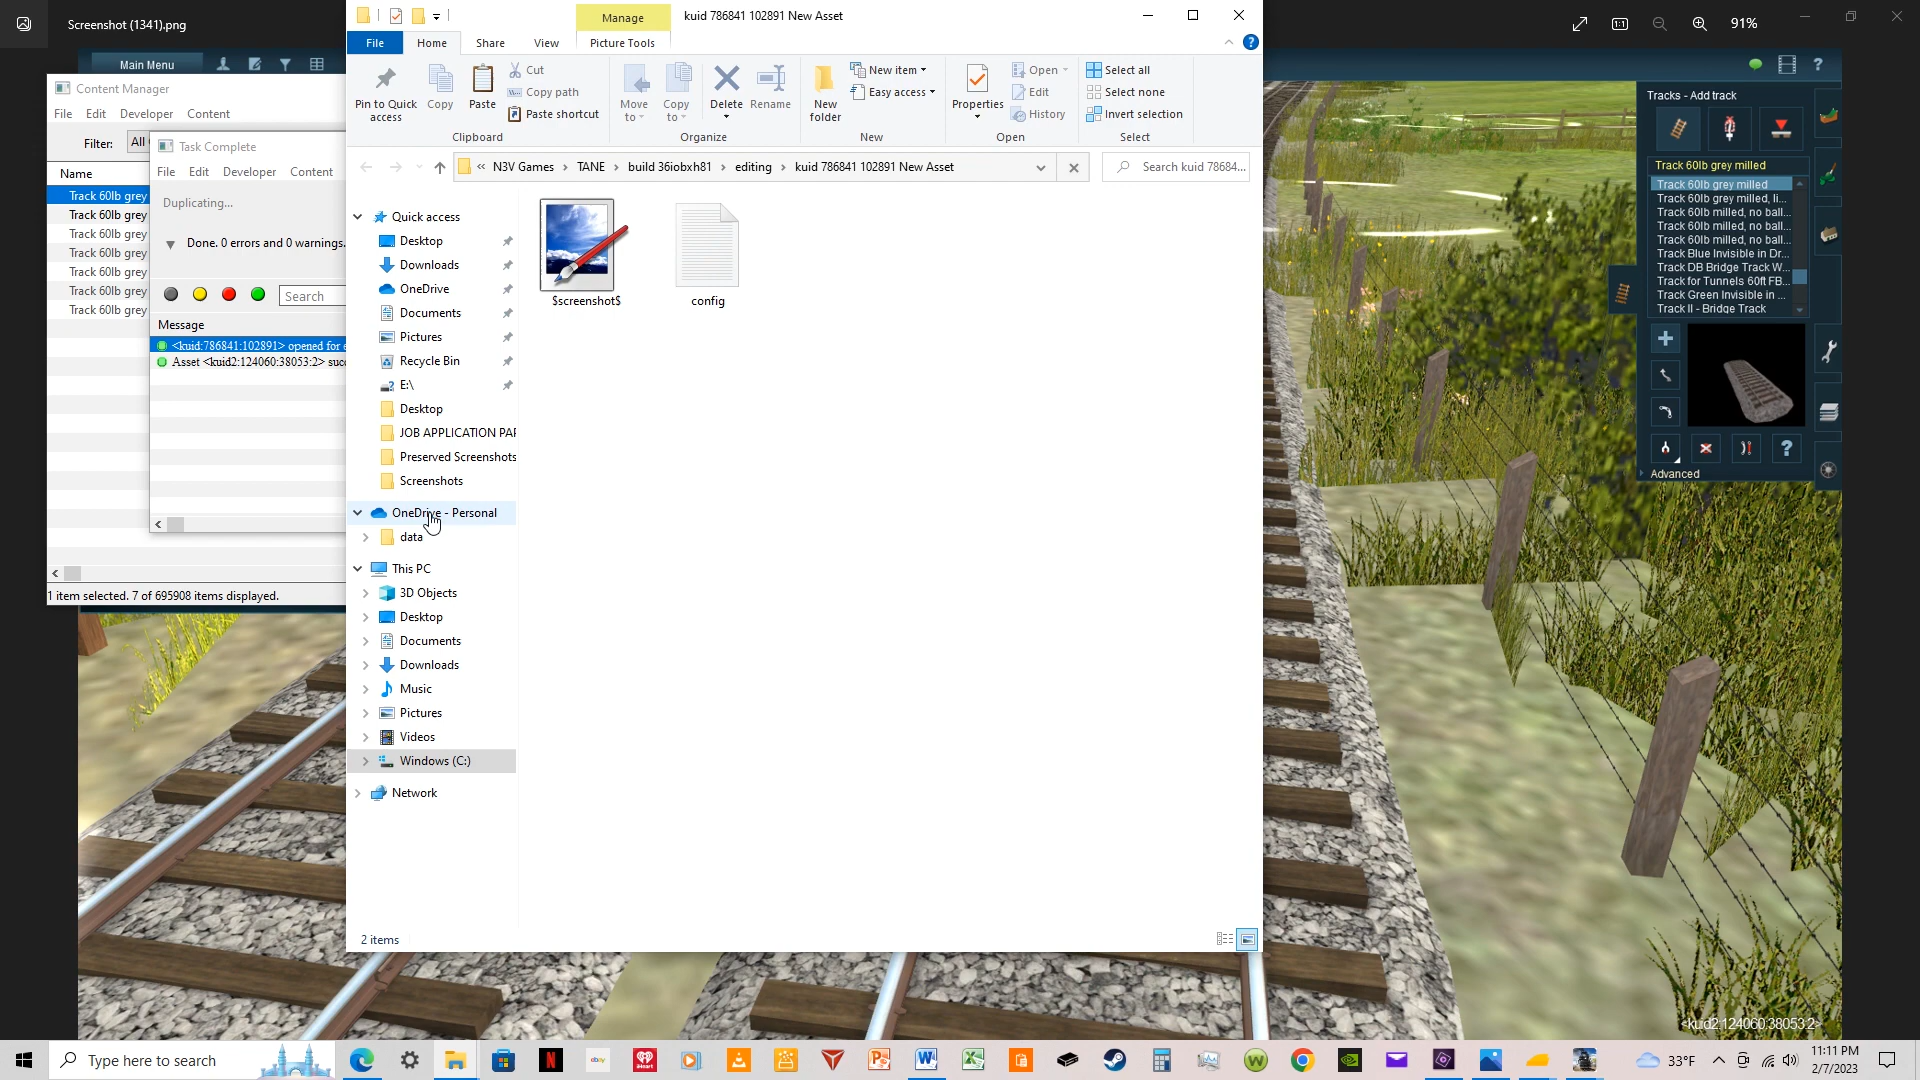 Screenshot (1341).png
91%
Main Menu
Content Manager
File Edit Developer Content
Filter: All
Name
Track 60lb grey
Track 60lb grey
Track 60lb grey
Track 60lb grey
Track 60lb grey
Track 60lb grey
Track 60lb grey
1 item selected. 7 of 695908 items displayed.
Task Complete
File Edit Developer Content
Duplicating...
Done. 0 errors and 0 warnings.
Search
Message
<kuid:786841:102891> opened for e
Asset <kuid2:124060:38053:2> succ
Manage
kuid 786841 102891 New Asset
File Home Share View Picture Tools
Pin to Quick access
Copy
Paste
Cut
Copy path
Paste shortcut
Clipboard
Move to
Copy to
Delete
Rename
Organize
New folder
New item
Easy access
New
Properties
Open
Edit
History
Open
Select all
Select none
Invert selection
Select
« N3V Games › TANE › build 36iobxh81 › editing › kuid 786841 102891 New Asset
Search kuid 78684...
Quick access
Desktop
Downloads
OneDrive
Documents
Pictures
Recycle Bin
E:\
Desktop
JOB APPLICATION PAF
Preserved Screenshots
Screenshots
OneDrive - Personal
data
This PC
3D Objects
Desktop
Documents
Downloads
Music
Pictures
Videos
Windows (C:)
Network
$screenshot$
config
2 items
Tracks - Add track
Track 60lb grey milled
Track 60lb grey milled
Track 60lb grey milled, li...
Track 60lb milled, no ball...
Track 60lb milled, no ball...
Track 60lb milled, no ball...
Track Blue Invisible in Dr...
Track DB Bridge Track W...
Track for Tunnels 60ft FB...
Track Green Invisible in ...
Track II - Bridge Track
Advanced
<kuid2:124060:38053:2>
Type here to search
ebay
iHeart
33°F
11:11 PM
2/7/2023